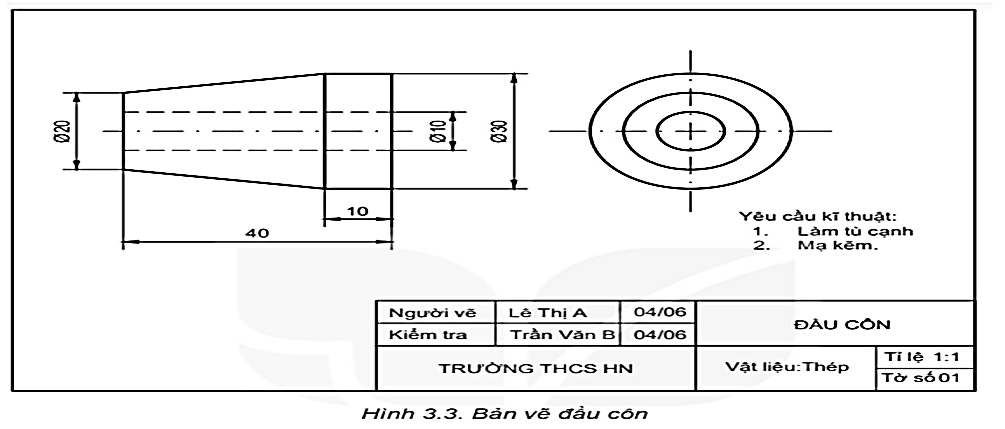 Ø20
Ø10
Ø30
10
40
Yêu cầu kĩ thuật:
1. Làm tù cạnh
2. Mạ kẽm.
Người vẽ Lê Thị A 04/06
Kiểm tra Trần Văn B 04/06
ĐẦU CÔN
TRƯỜNG THCS HN
Vật liệu:Thép
Tỉ lệ 1:1
Tờ số 01
Hình 3.3. Bản vẽ đầu côn